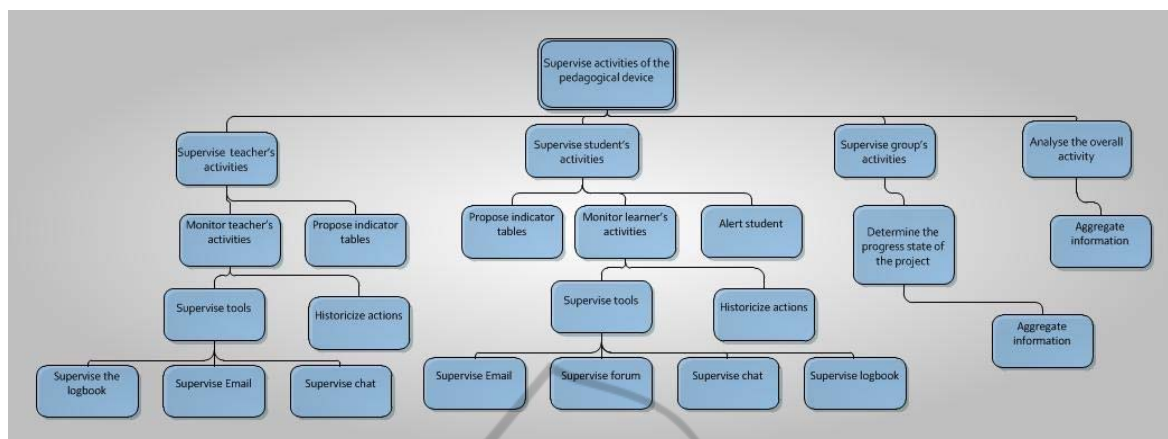 Supervise activities of the
pedagogical device
Supervise teacher's
activities
Supervise student's
activities
Supervise group's
activities
Analyse the overall
activity
Monitor teacher's
activities
Propose indicator
tables
Propose indicator
tables
Monitor learner's
activities
Alert student
Determine the
progress state of
the project
Aggregate
information
Supervise tools
Historicize actions
Supervise tools
Historicize actions
Aggregate
information
Supervise the
logbook
Supervise Email
Supervise chat
Supervise Email
Supervise forum
Supervise chat
Supervise logbook